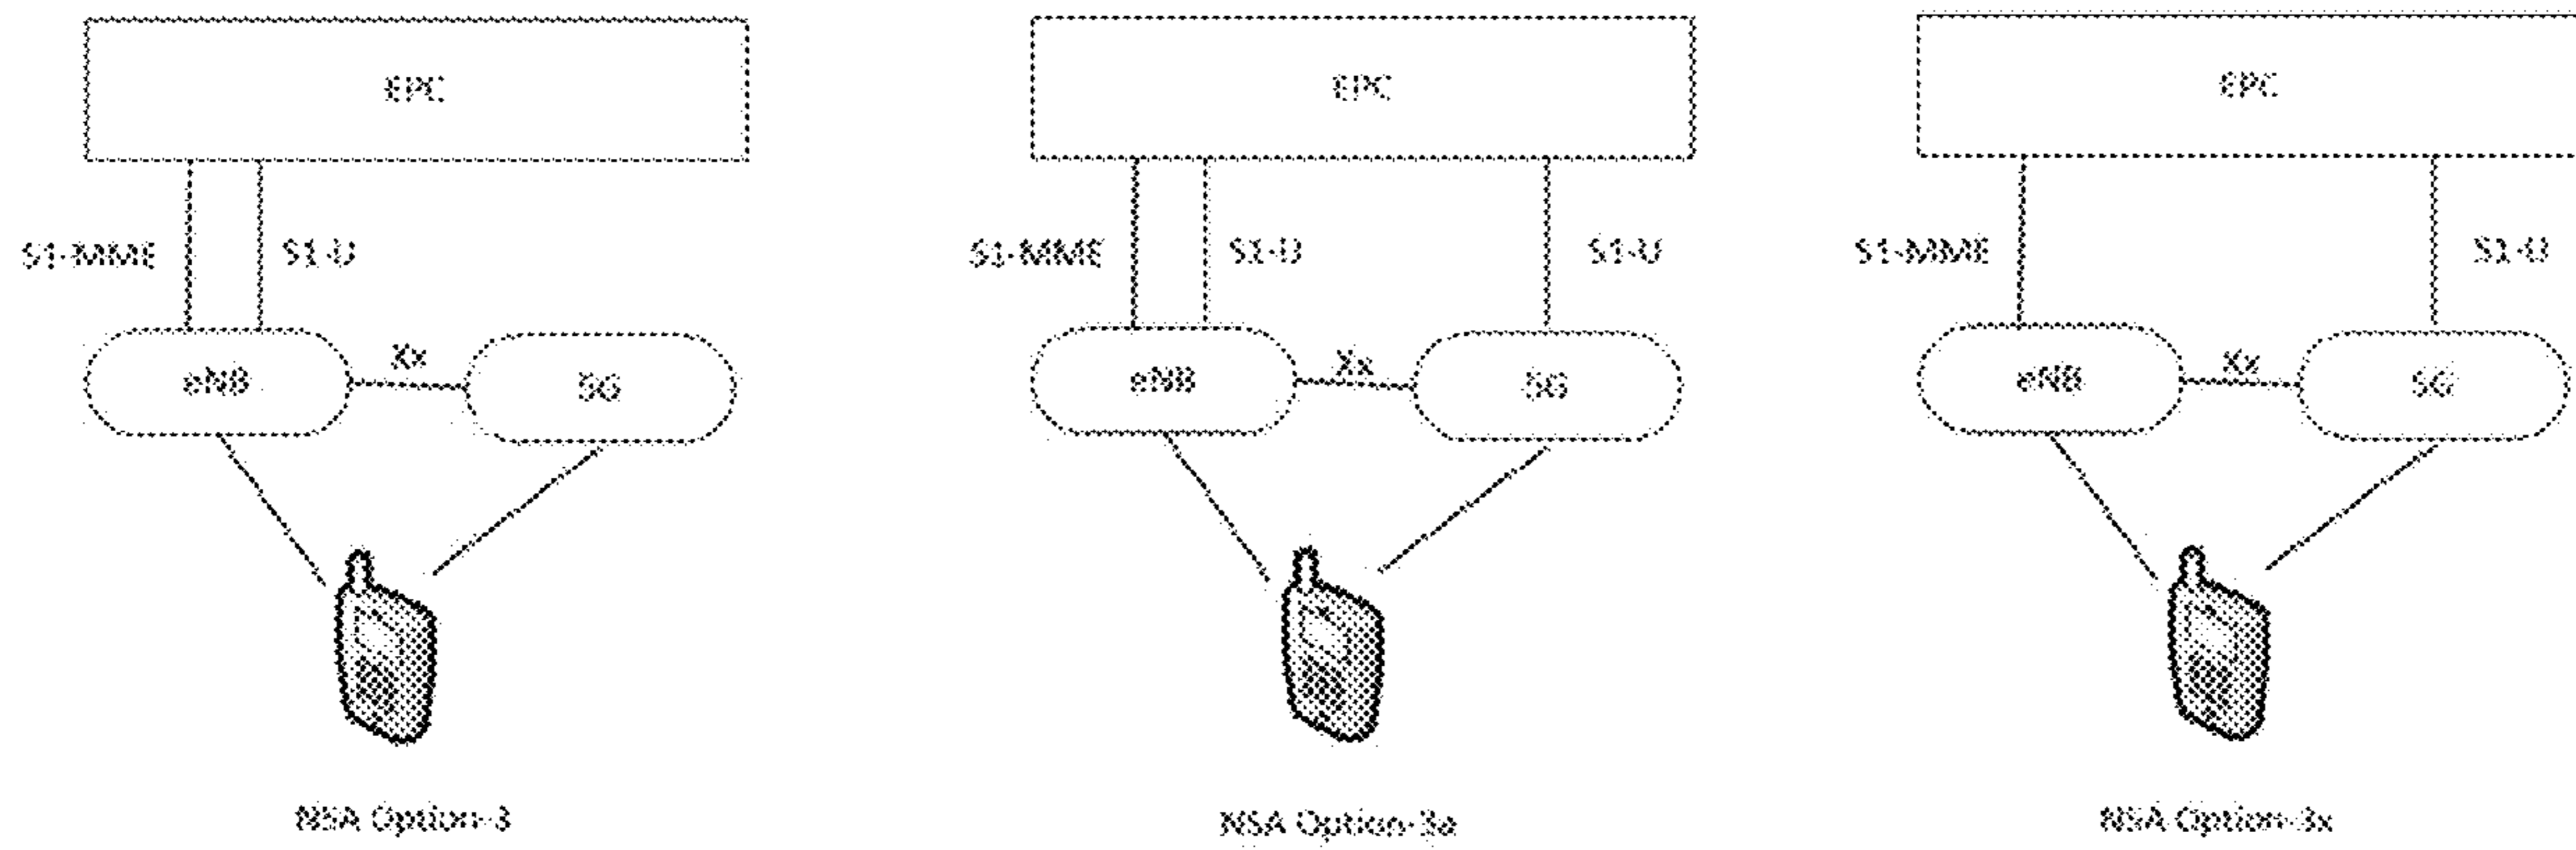 EPC
EPC
EPC
S1-MME
S1-U
S1-MME
S1-U
S1-U
S1-MME
S1-U
eNB
Xx
5G
eNB
Xx
5G
eNB
Xx
5G
NSA Option-3
NSA Option-3a
NSA Option-3x